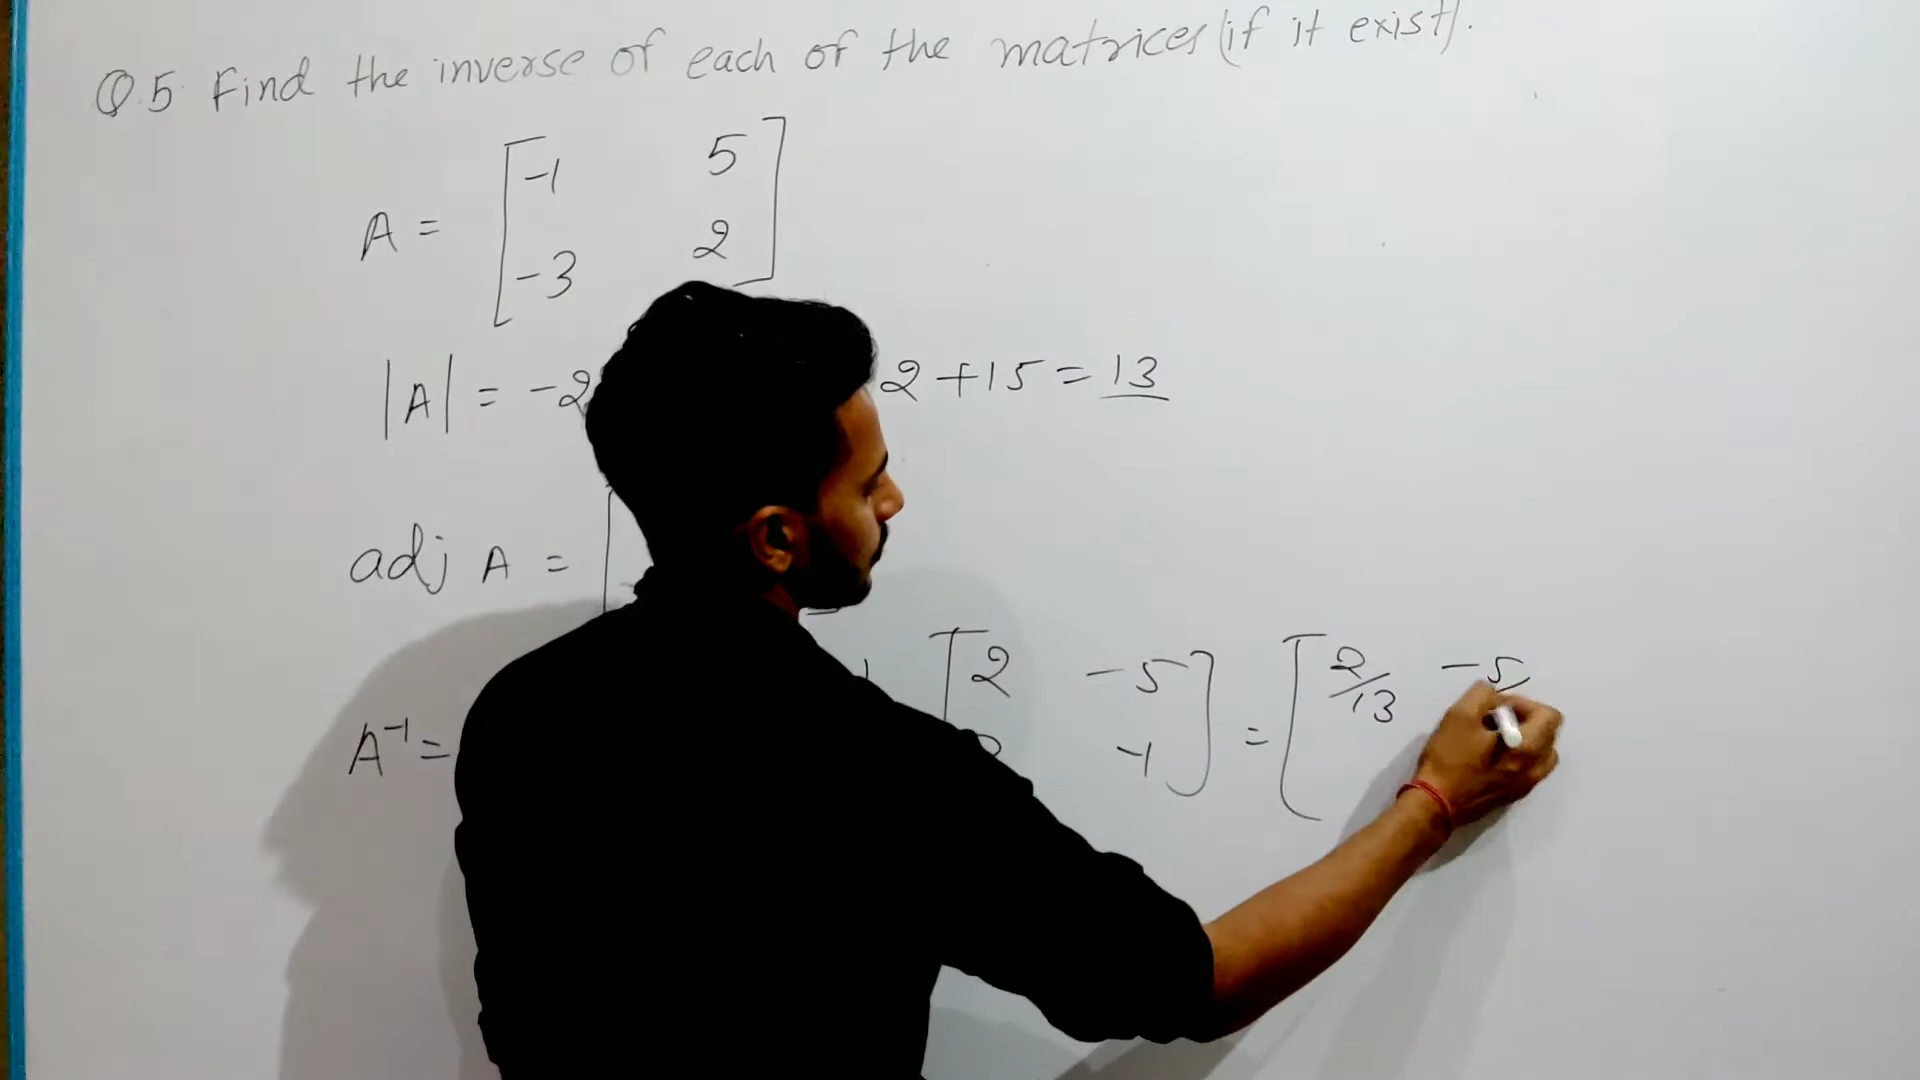 Q.5 Find the inverse of each of the matrices (if it exist).
-1 5
A =
-3 2
|A| = -2 2 + 15 = 13
adj A =
2 -5 2/13 -5
A⁻¹ = -1 =